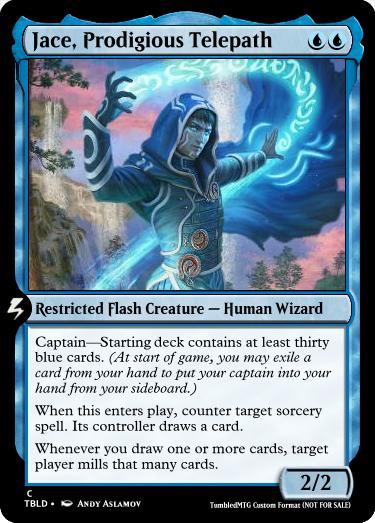 Jace, Prodigious Telepath
Restricted Flash Creature — Human Wizard
Captain—Starting deck contains at least thirty
blue cards. (At start of game, you may exile a
card from your hand to put your captain into your
hand from your sideboard.)
When this enters play, counter target sorcery
spell. Its controller draws a card.
Whenever you draw one or more cards, target
player mills that many cards.
2/2
C
TBLD • Andy Aslamov
TumbledMTG Custom Format (NOT FOR SALE)